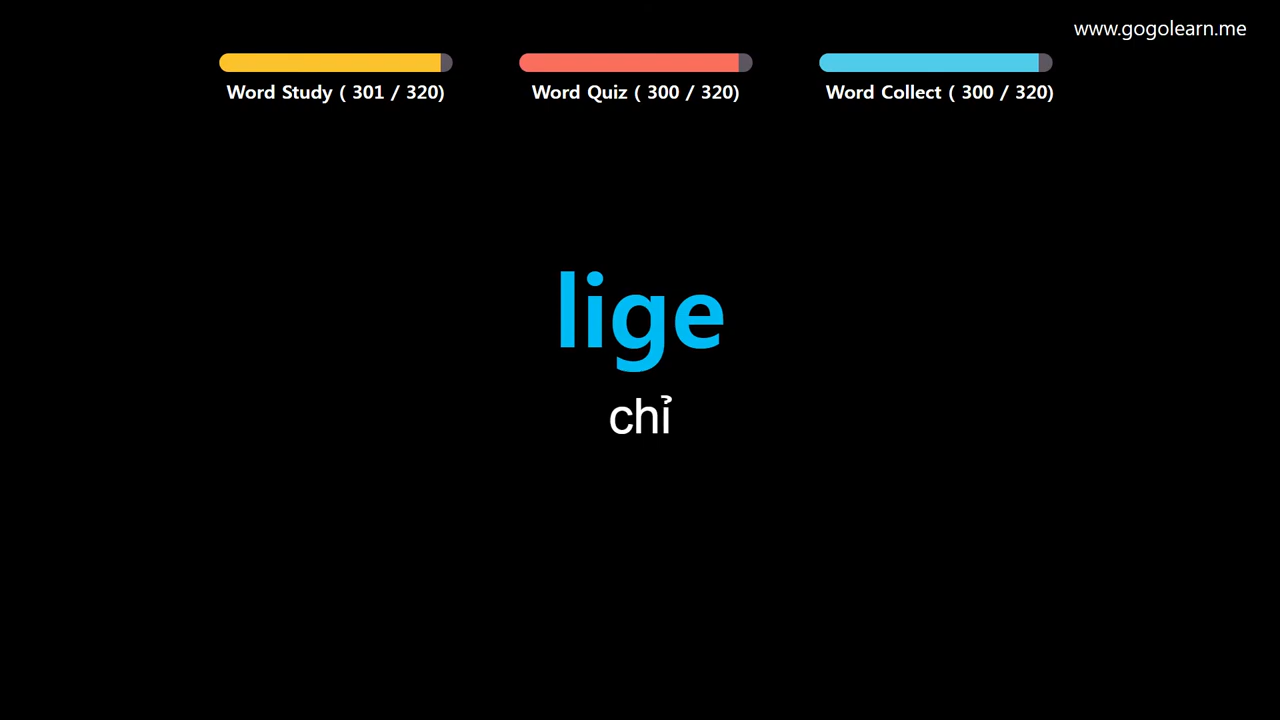 www.gogolearn.me
Word Study ( 301 / 320)
Word Quiz ( 300 / 320)
Word Collect ( 300 / 320)
lige
chỉ